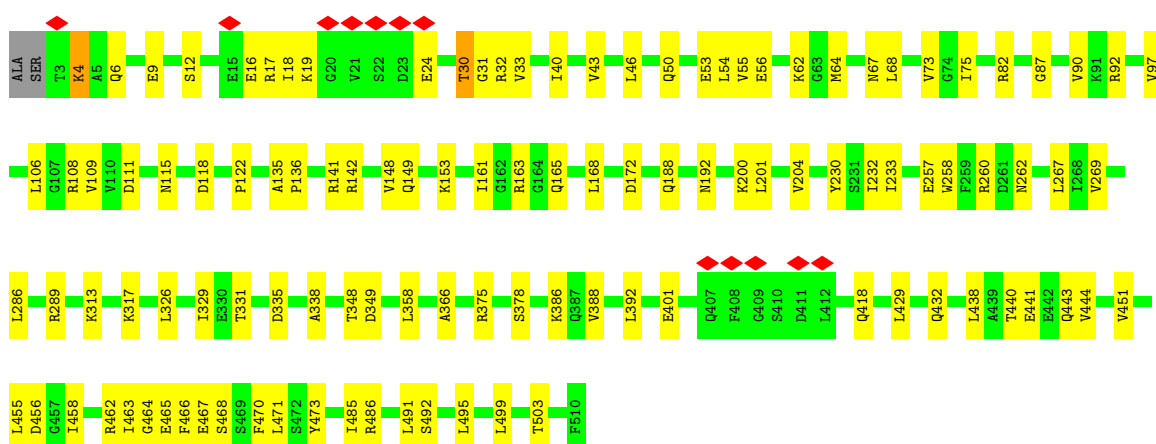 ALA SER T3 K4 A5 Q6 E9 S12 E15 E16 R17 I18 K19 G20 V21 S22 D23 E24 T30 G31 R32 V33 I40 V43 L46 Q50 E53 L54 V55 E56 K62 G63 M64 N67 L68 V73 G74 I75 R82 G87 V90 K91 R92 V97
L106 G107 R108 V109 V110 D111 N115 D118 P122 A135 P136 R141 R142 V148 Q149 K153 I161 G162 R163 G164 Q165 L168 D172 Q188 N192 K200 L201 V204 Y230 S231 I232 I233 E257 W258 F259 R260 D261 N262 L267 I268 V269
L286 R289 K313 K317 L326 I329 E330 T331 D335 A338 T348 D349 L358 A366 R375 S378 K386 Q387 V388 L392 E401 Q407 F408 G409 S410 D411 L412 Q418 L429 Q432 L438 A439 T440 E441 E442 Q443 V444 V451
L455 D456 G457 I458 R462 I463 G464 E465 F466 E467 S468 S469 F470 L471 S472 Y473 I485 R486 L491 S492 L495 L499 T503 F510